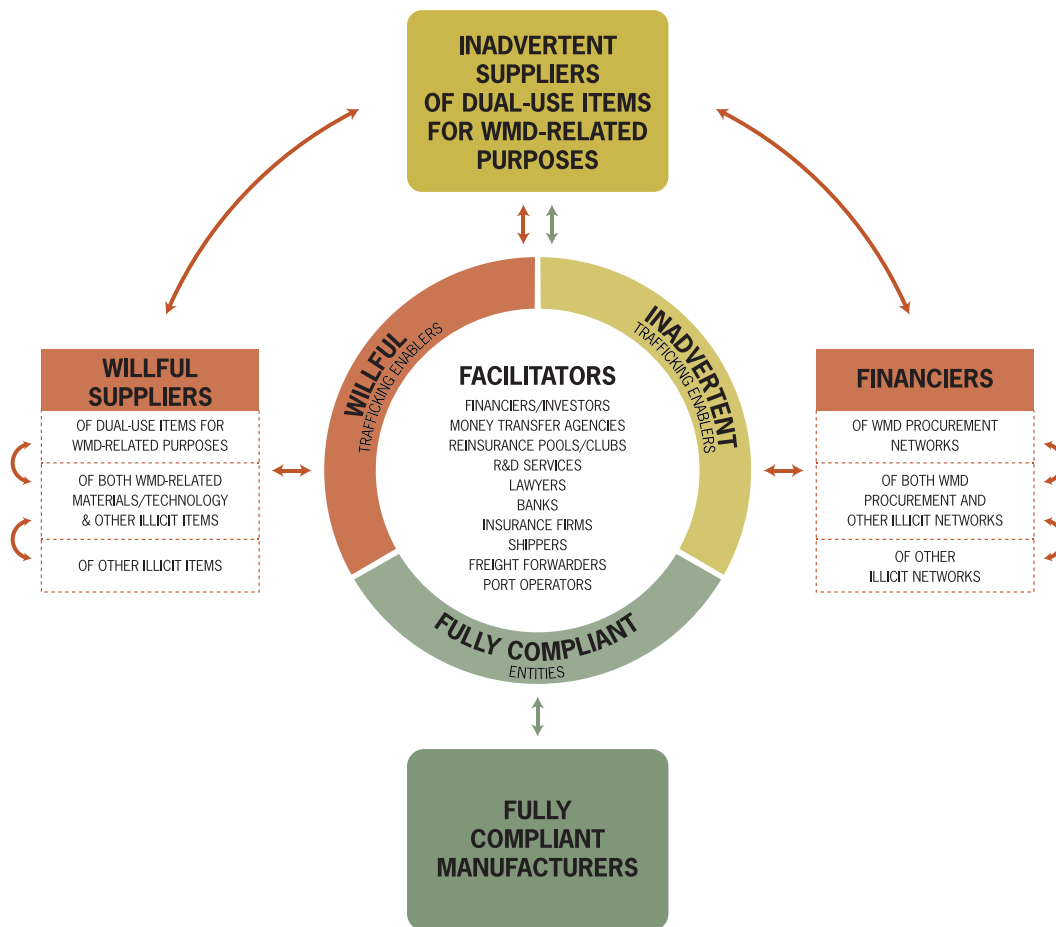 INADVERTENT
SUPPLIERS
OF DUAL-USE ITEMS
FOR WMD-RELATED
PURPOSES
WILLFUL
TRAFFICKING ENABLERS
INADVERTENT
TRAFFICKING ENABLERS
WILLFUL
SUPPLIERS
OF DUAL-USE ITEMS FOR
WMD-RELATED PURPOSES
OF BOTH WMD-RELATED
MATERIALS/TECHNOLOGY
& OTHER ILLICIT ITEMS
OF OTHER ILLICIT ITEMS
FACILITATORS
FINANCIERS/INVESTORS
MONEY TRANSFER AGENCIES
REINSURANCE POOLS/CLUBS
R&D SERVICES
LAWYERS
BANKS
INSURANCE FIRMS
SHIPPERS
FREIGHT FORWARDERS
PORT OPERATORS
FINANCIERS
OF WMD PROCUREMENT
NETWORKS
OF BOTH WMD
PROCUREMENT AND
OTHER ILLICIT NETWORKS
OF OTHER
ILLICIT NETWORKS
FULLY COMPLIANT
ENTITIES
FULLY
COMPLIANT
MANUFACTURERS